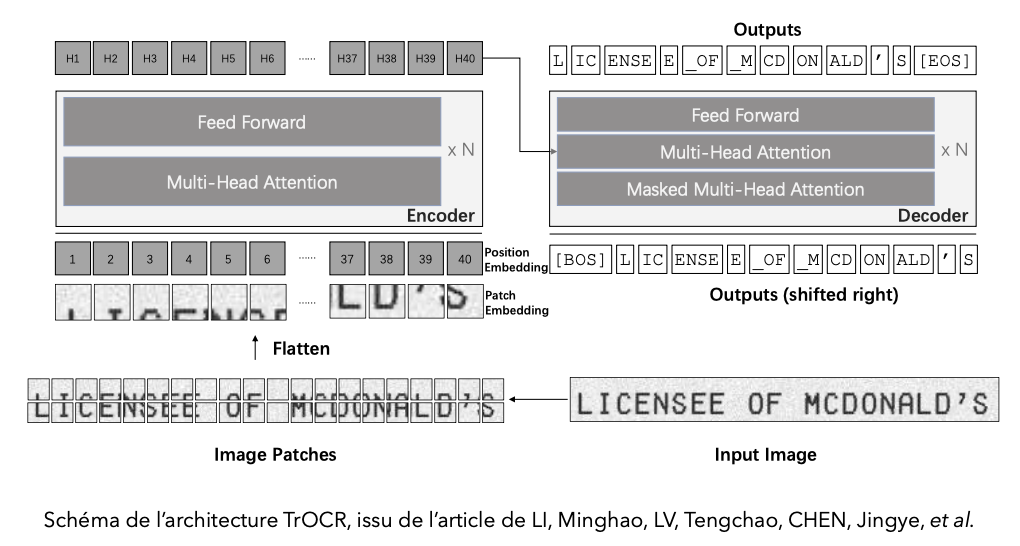 Outputs
H1 H2 H3 H4 H5 H6 ...... H37 H38 H39 H40
L IC ENSE E _OF _M CD ON ALD ' S [EOS]
Feed Forward
Multi-Head Attention
x N
Encoder
Feed Forward
Multi-Head Attention
Masked Multi-Head Attention
x N
Decoder
1 2 3 4 5 6 ...... 37 38 39 40
Position
Embedding
[BOS] L IC ENSE E _OF _M CD ON ALD ' S
...... LD'S
Patch
Embedding
Outputs (shifted right)
Flatten
LICENSEE OF MCDONALD'S
LICENSEE OF MCDONALD'S
Image Patches
Input Image
Schéma de l'architecture TrOCR, issu de l'article de LI, Minghao, LV, Tengchao, CHEN, Jingye, et al.